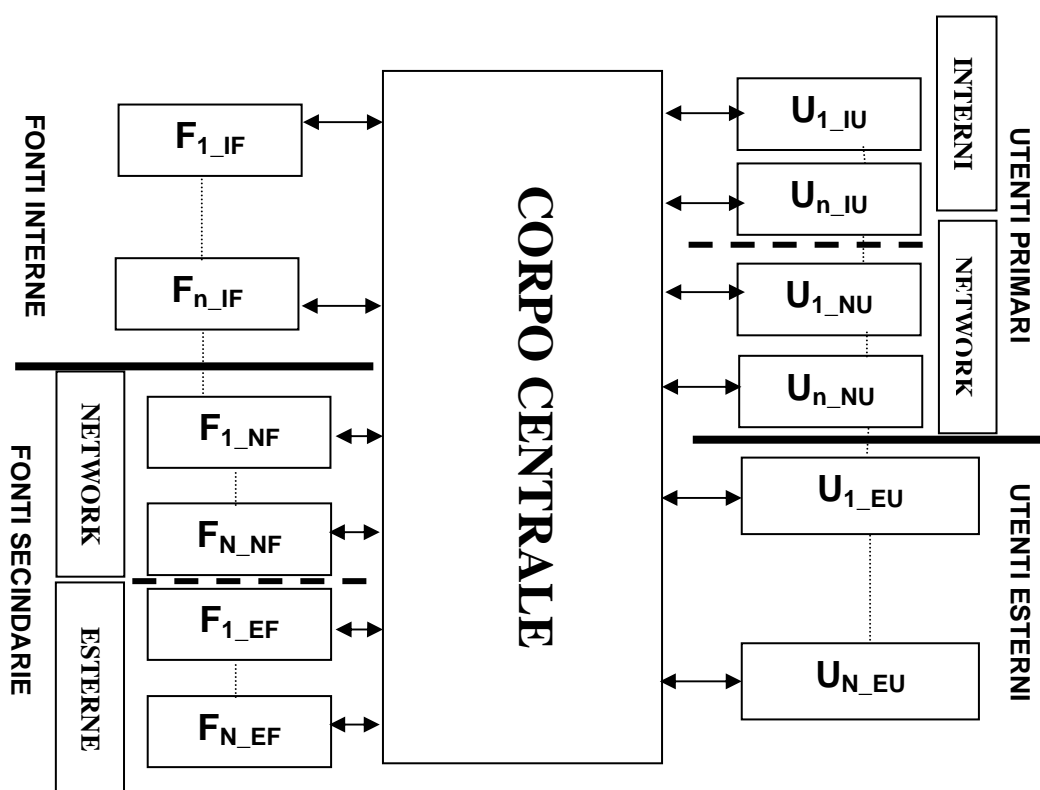 FONTI INTERNE
F1_IF
Fn_IF
FONTI SECINDARIE
NETWORK
F1_NF
FN_NF
ESTERNE
F1_EF
FN_EF
CORPO CENTRALE
UTENTI PRIMARI
INTERNI
U1_IU
Un_IU
NETWORK
U1_NU
Un_NU
UTENTI ESTERNI
U1_EU
UN_EU